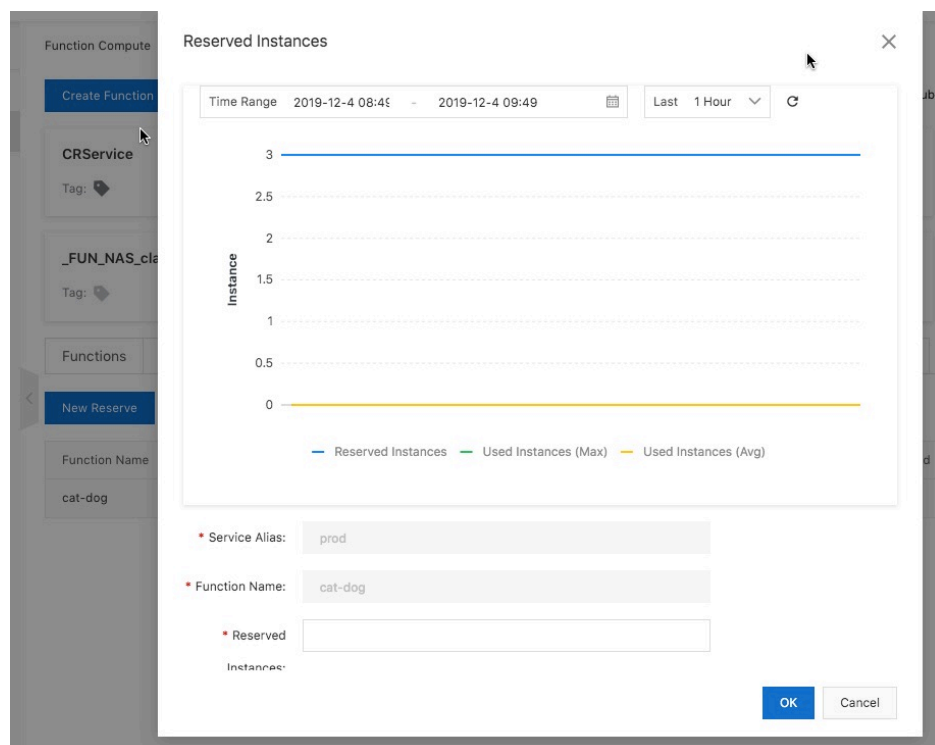 Function Compute
Reserved Instances
Create Function
Time Range 2019-12-4 08:49 - 2019-12-4 09:49
Last 1 Hour
CRService
Tag:
_FUN_NAS_cla
Tag:
Functions
New Reserve
Function Name
cat-dog
3
2.5
2
1.5
1
0.5
0
Instance
Reserved Instances
Used Instances (Max)
Used Instances (Avg)
* Service Alias: prod
* Function Name: cat-dog
* Reserved
Instances:
OK
Cancel